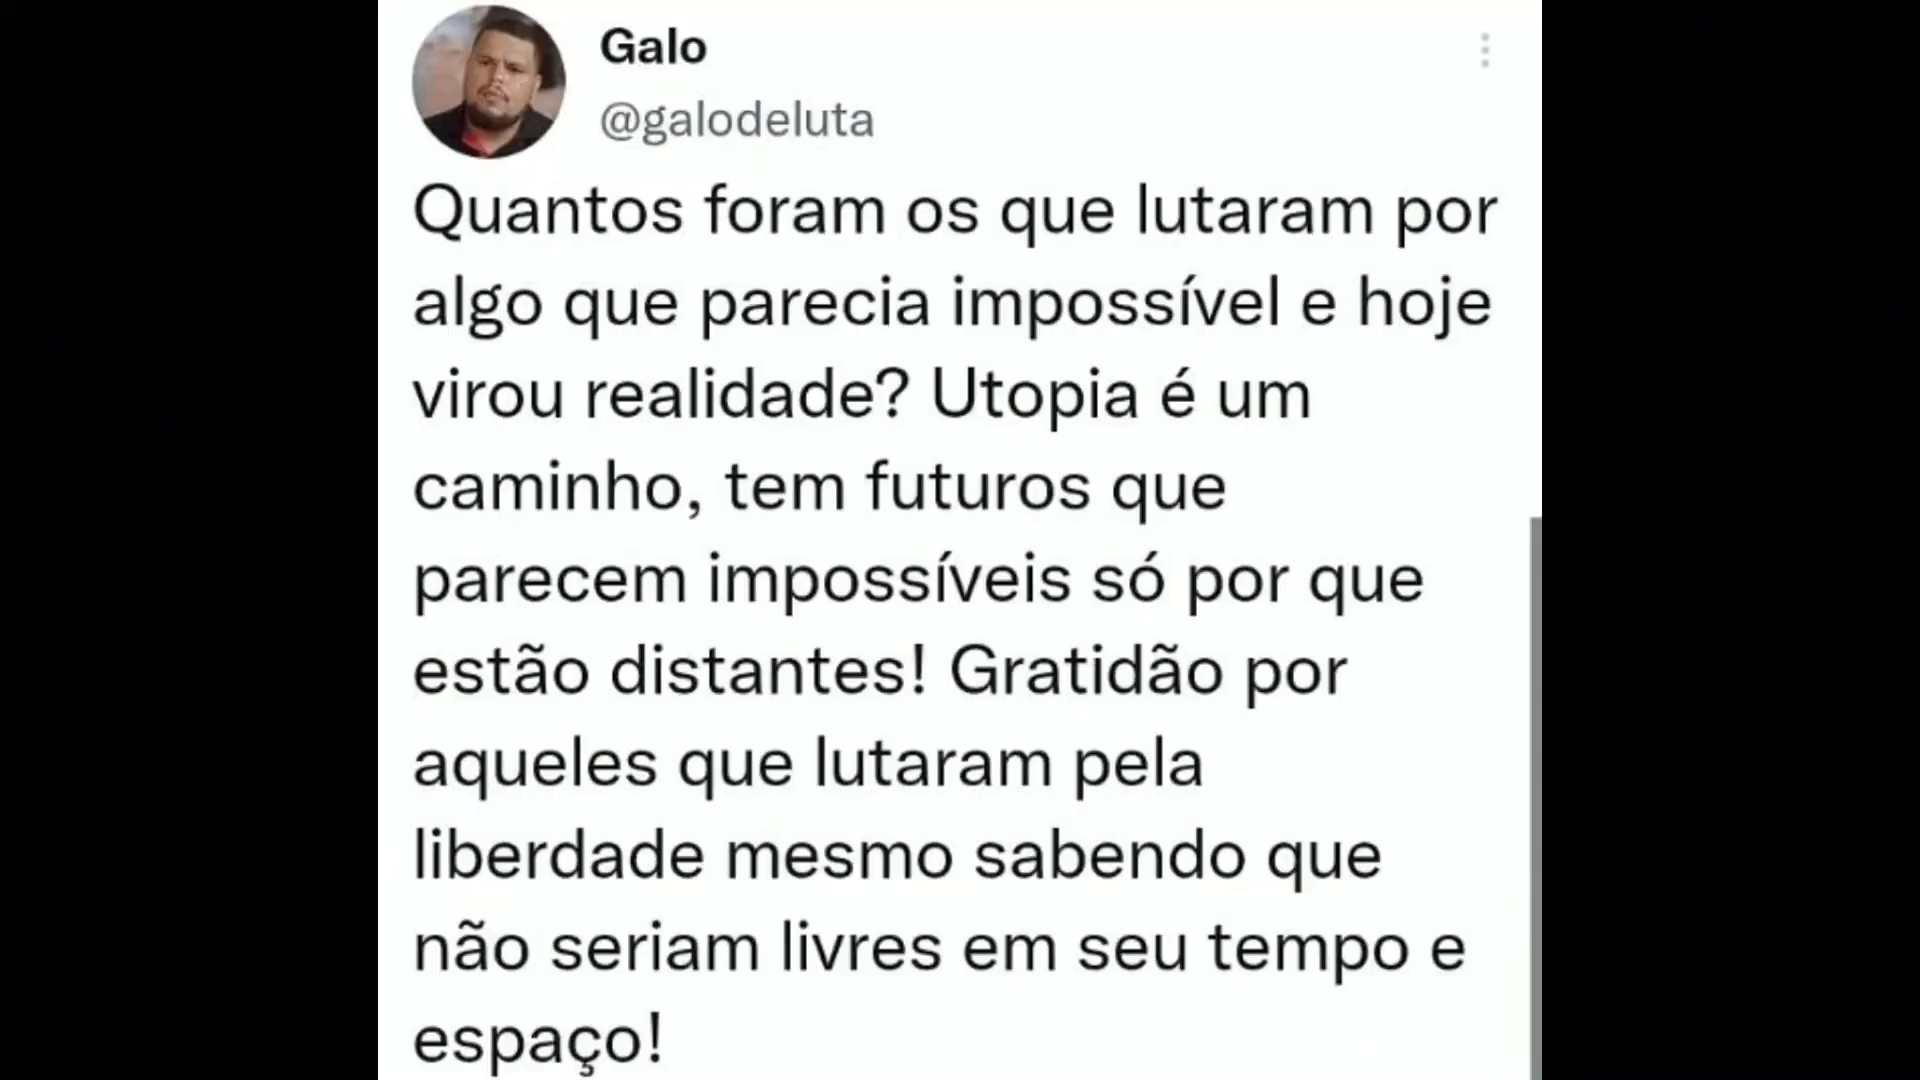 Galo
@galodeluta
Quantos foram os que lutaram por
algo que parecia impossível e hoje
virou realidade? Utopia é um
caminho, tem futuros que
parecem impossíveis só por que
estão distantes! Gratidão por
aqueles que lutaram pela
liberdade mesmo sabendo que
não seriam livres em seu tempo e
espaço!